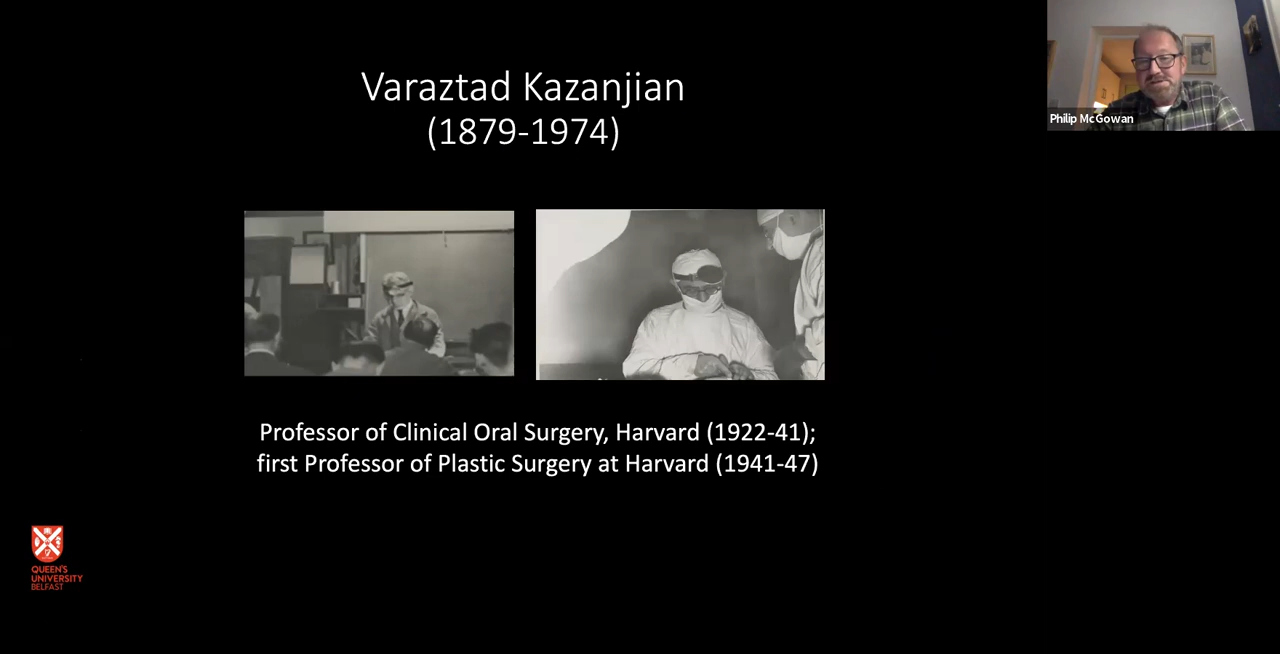 Varaztad Kazanjian
(1879-1974)
Philip McGowan
Professor of Clinical Oral Surgery, Harvard (1922-41);
first Professor of Plastic Surgery at Harvard (1941-47)
QUEEN'S
UNIVERSITY
BELFAST